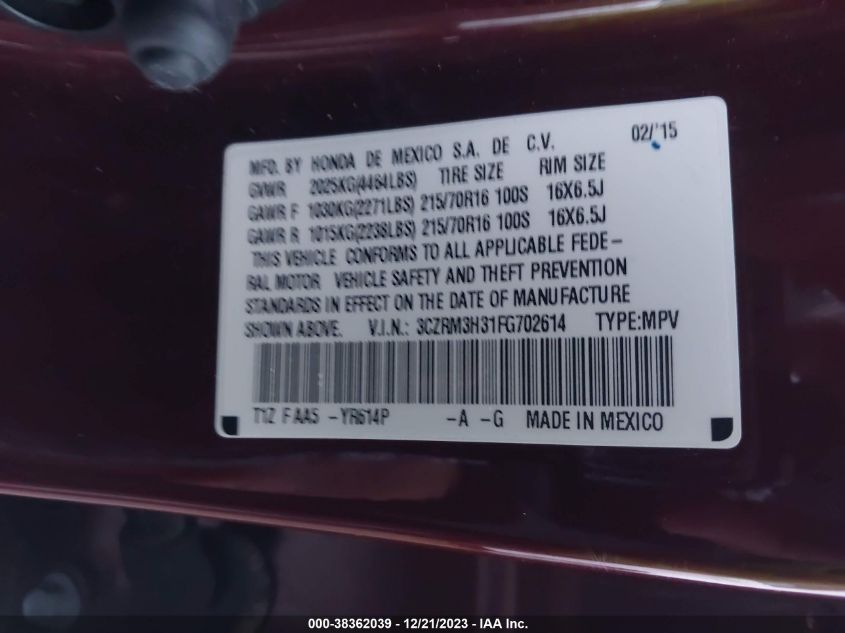 MFD. BY HONDA DE MEXICO S.A. DE C.V. 02/'15
GVWR 2025KG(4464LBS) TIRE SIZE RIM SIZE
GAWR F 1030KG(2271LBS) 215/70R16 100S 16X6.5J
GAWR R 1015KG(2238LBS) 215/70R16 100S 16X6.5J
THIS VEHICLE CONFORMS TO ALL APPLICABLE FEDE-
RAL MOTOR VEHICLE SAFETY AND THEFT PREVENTION
STANDARDS IN EFFECT ON THE DATE OF MANUFACTURE
SHOWN ABOVE. V.I.N.: 3CZRM3H31FG702614 TYPE:MPV
T1Z F AA5 -YR614P -A -G MADE IN MEXICO
000-38362039 - 12/21/2023 - IAA Inc.